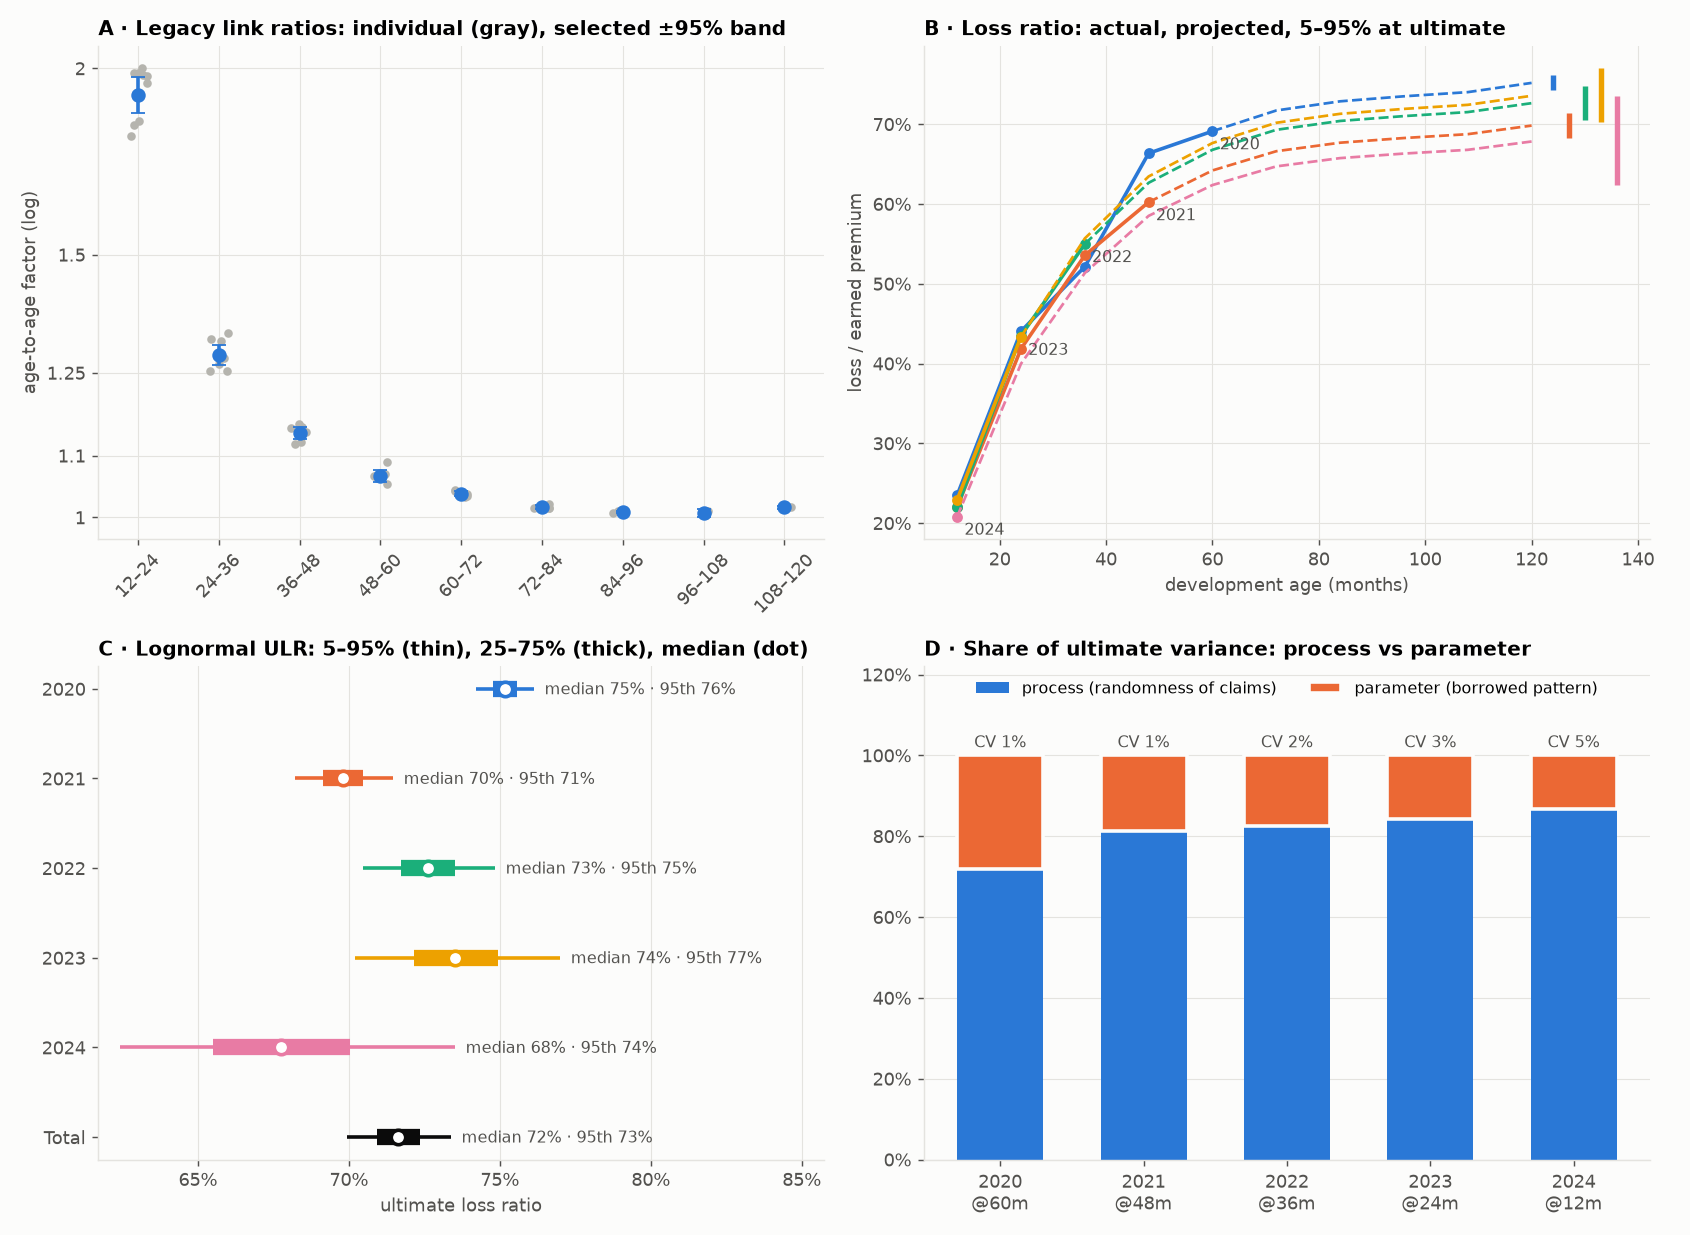 A · Legacy link ratios: individual (gray), selected ±95% band
age-to-age factor (log)
2
1.5
1.25
1.1
1
12–24
24–36
36–48
48–60
60–72
72–84
84–96
96–108
108–120
B · Loss ratio: actual, projected, 5–95% at ultimate
loss / earned premium
70%
60%
50%
40%
30%
20%
2020
2021
2022
2023
2024
20
40
60
80
100
120
140
development age (months)
C · Lognormal ULR: 5–95% (thin), 25–75% (thick), median (dot)
2020
median 75% · 95th 76%
2021
median 70% · 95th 71%
2022
median 73% · 95th 75%
2023
median 74% · 95th 77%
2024
median 68% · 95th 74%
Total
median 72% · 95th 73%
65%
70%
75%
80%
85%
ultimate loss ratio
D · Share of ultimate variance: process vs parameter
process (randomness of claims)
parameter (borrowed pattern)
120%
100%
80%
60%
40%
20%
0%
CV 1%
CV 1%
CV 2%
CV 3%
CV 5%
2020
@60m
2021
@48m
2022
@36m
2023
@24m
2024
@12m